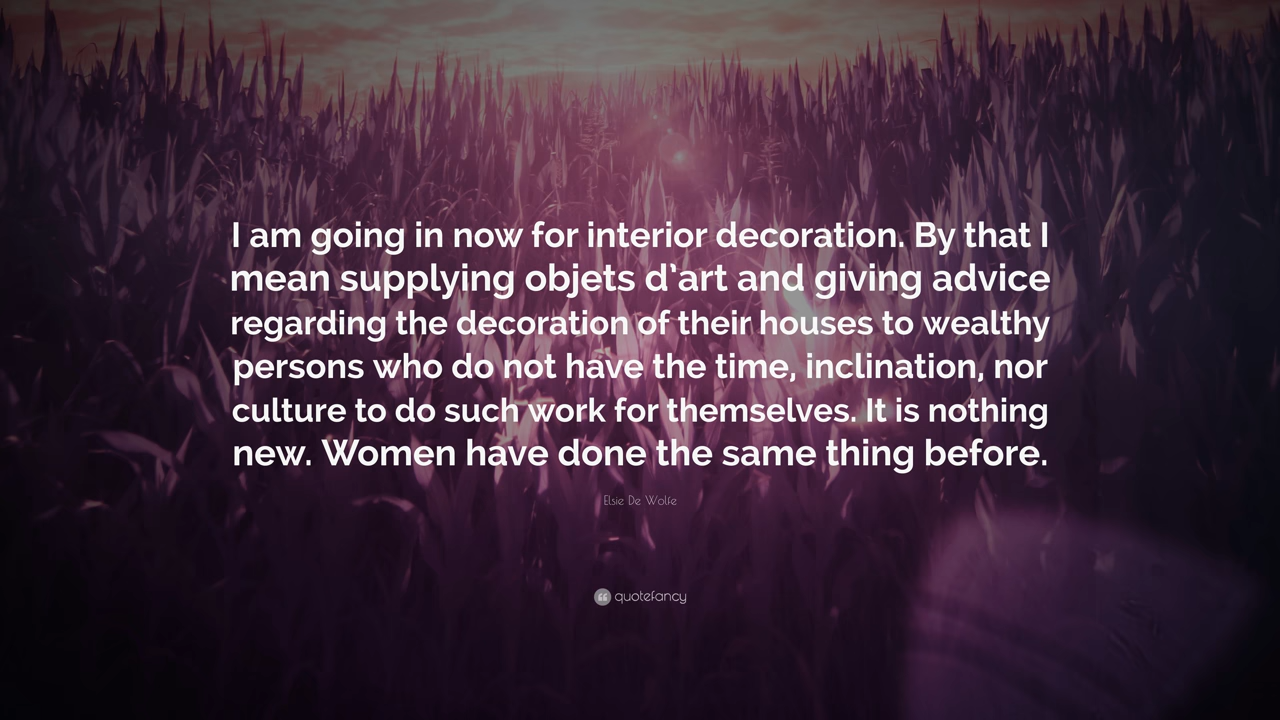 I am going in now for interior decoration. By that I
mean supplying objets d’art and giving advice
regarding the decoration of their houses to wealthy
persons who do not have the time, inclination, nor
culture to do such work for themselves. It is nothing
new. Women have done the same thing before.
Elsie De Wolfe
quotefancy